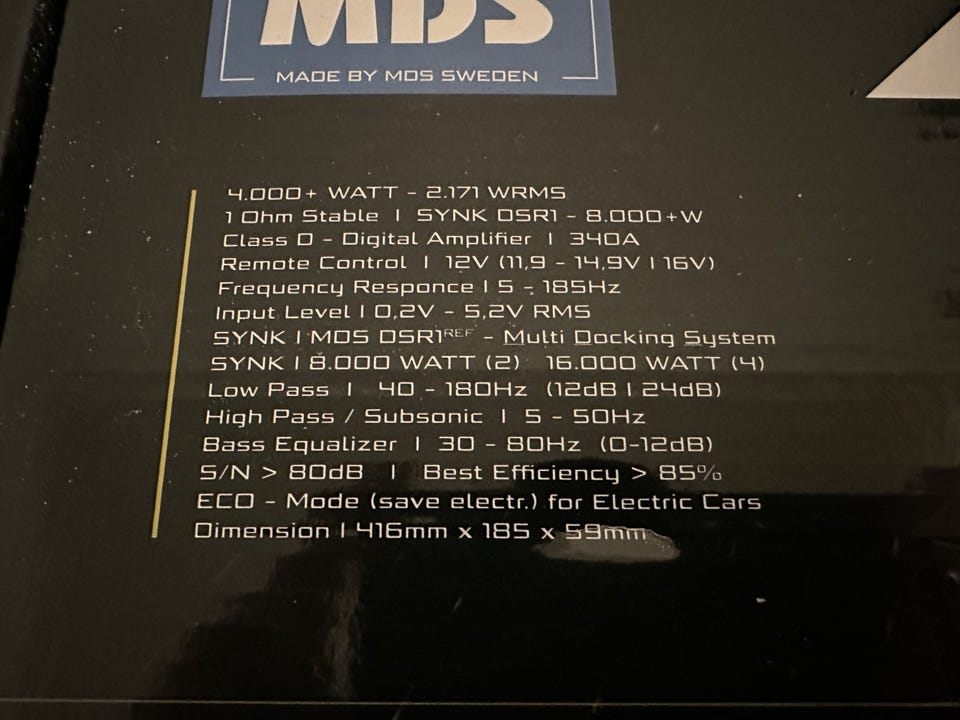 MDS
MADE BY MDS SWEDEN
4.000+ WATT - 2.171 WRMS
1 Ohm Stable | SYNK DSR1 - 8.000+W
Class D - Digital Amplifier | 340A
Remote Control | 12V (11,9 - 14,9V | 16V)
Frequency Responce | 5 - 185Hz
Input Level | 0,2V - 5,2V RMS
SYNK | MDS DSR1 REF - Multi Docking System
SYNK | 8.000 WATT (2) 16.000 WATT (4)
Low Pass | 40 - 180Hz (12dB | 24dB)
High Pass / Subsonic | 5 - 50Hz
Bass Equalizer | 30 - 80Hz (0-12dB)
S/N > 80dB | Best Efficiency > 85%
ECO - Mode (save electr.) for Electric Cars
Dimension | 416mm x 185 x 59mm